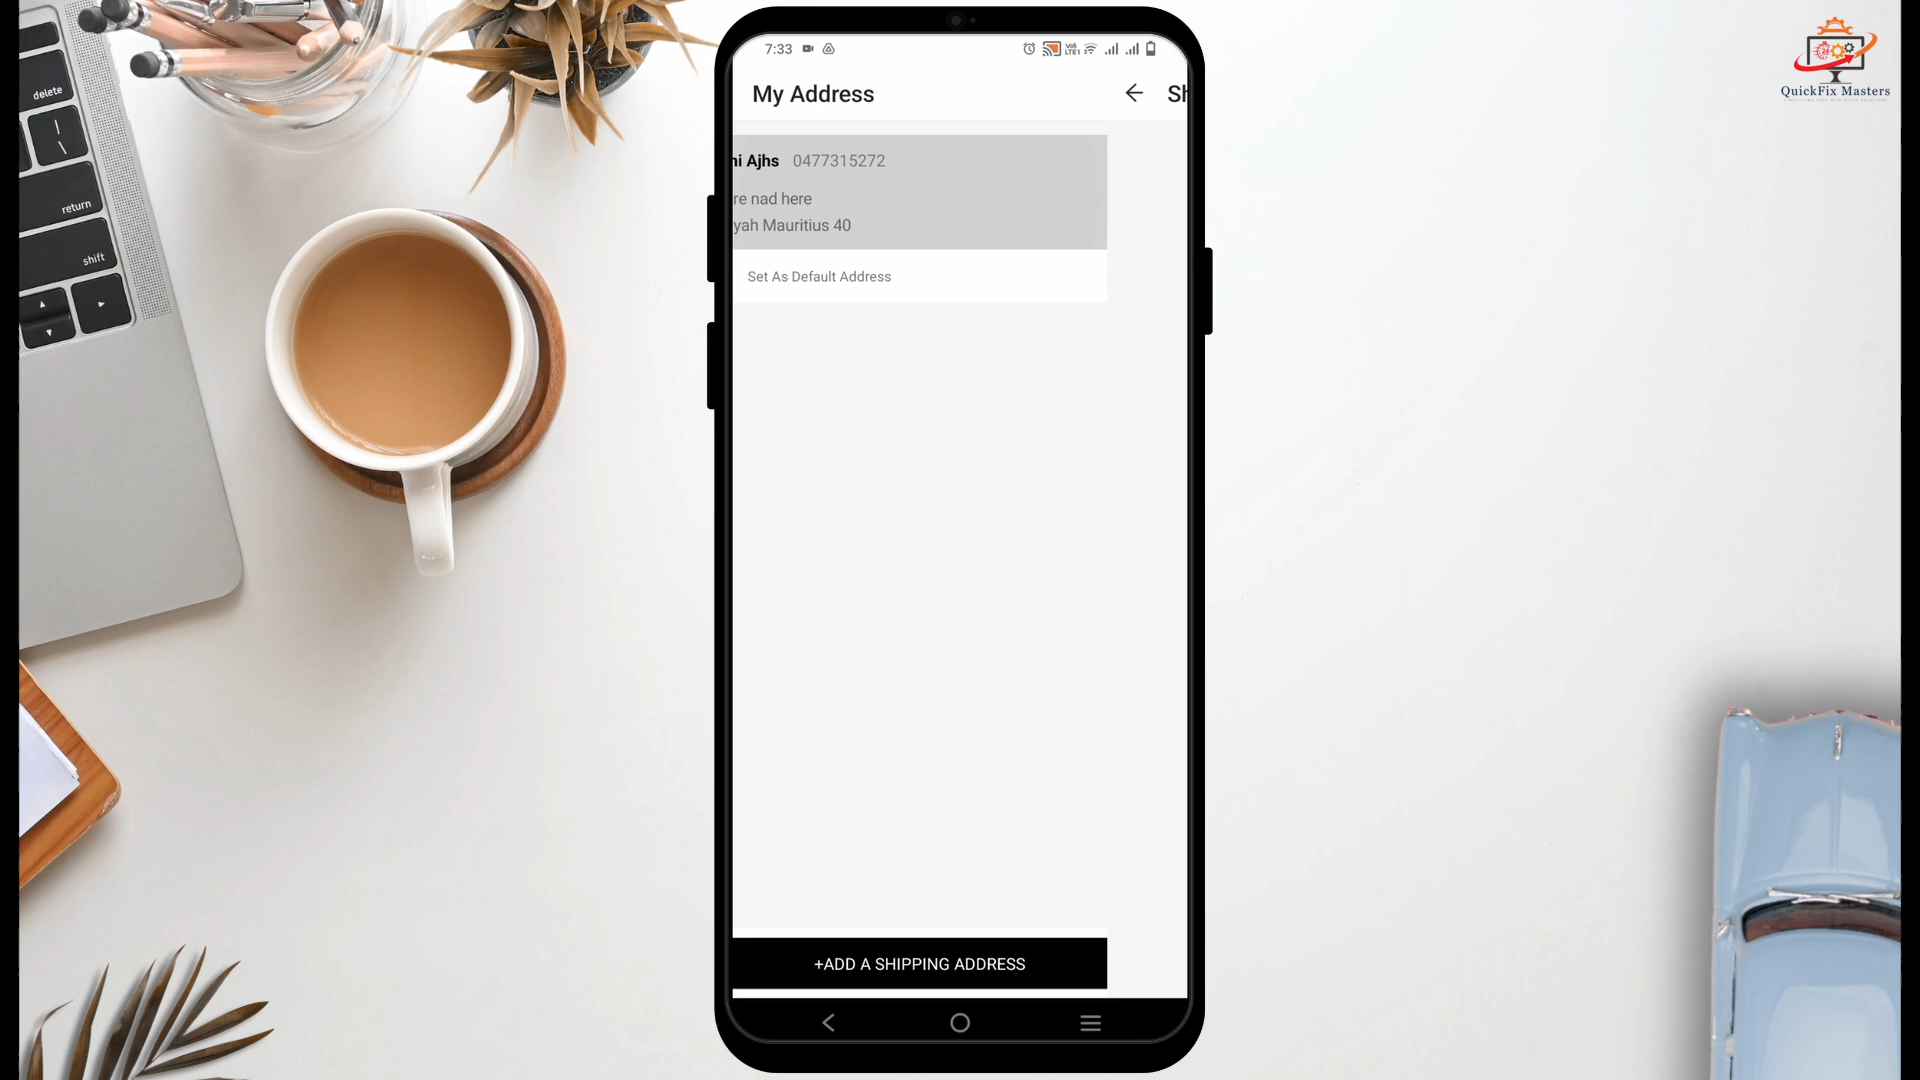 7:33
My Address
Sh
ni Ajhs 0477315272
re nad here
yah Mauritius 40
Set As Default Address
+ADD A SHIPPING ADDRESS
delete
return
shift
QuickFix Masters